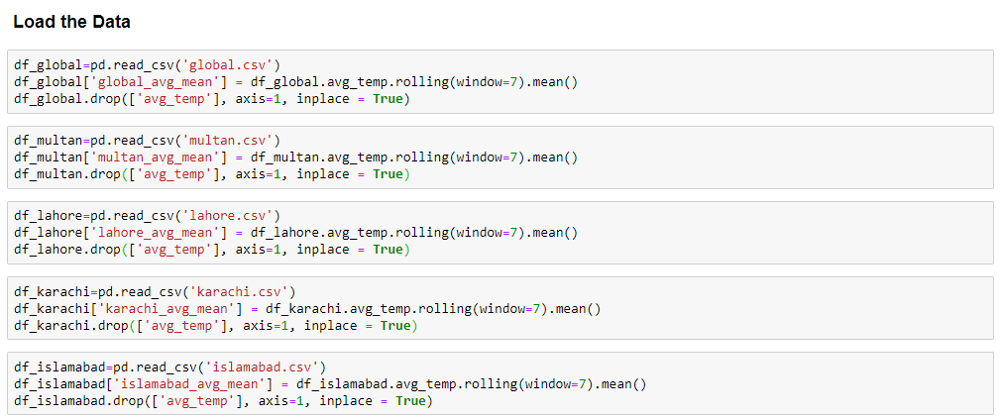 Load the Data
df_global=pd.read_csv('global.csv')
df_global['global_avg_mean'] = df_global.avg_temp.rolling(window=7).mean()
df_global.drop(['avg_temp'], axis=1, inplace = True)
df_multan=pd.read_csv('multan.csv')
df_multan['multan_avg_mean'] = df_multan.avg_temp.rolling(window=7).mean()
df_multan.drop(['avg_temp'], axis=1, inplace = True)
df_lahore=pd.read_csv('lahore.csv')
df_lahore['lahore_avg_mean'] = df_lahore.avg_temp.rolling(window=7).mean()
df_lahore.drop(['avg_temp'], axis=1, inplace = True)
df_karachi=pd.read_csv('karachi.csv')
df_karachi['karachi_avg_mean'] = df_karachi.avg_temp.rolling(window=7).mean()
df_karachi.drop(['avg_temp'], axis=1, inplace = True)
df_islamabad=pd.read_csv('islamabad.csv')
df_islamabad['islamabad_avg_mean'] = df_islamabad.avg_temp.rolling(window=7).mean()
df_islamabad.drop(['avg_temp'], axis=1, inplace = True)